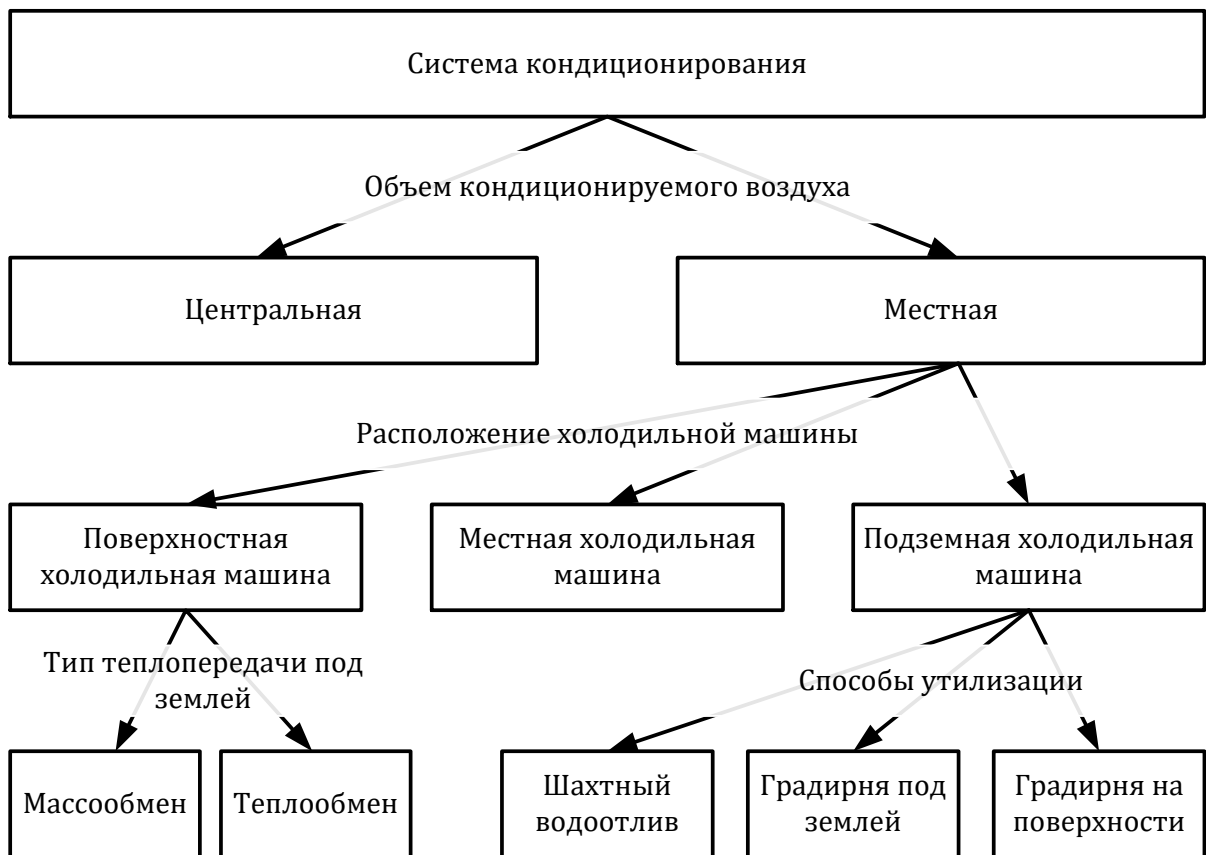 Система кондиционирования
Объем кондиционируемого воздуха
Центральная
Местная
Расположение холодильной машины
Поверхностная
холодильная машина
Местная холодильная
машина
Подземная холодильная
машина
Тип теплопередачи под
землей
Способы утилизации
Массообмен
Теплообмен
Шахтный
водоотлив
Градирня под
землей
Градирня на
поверхности